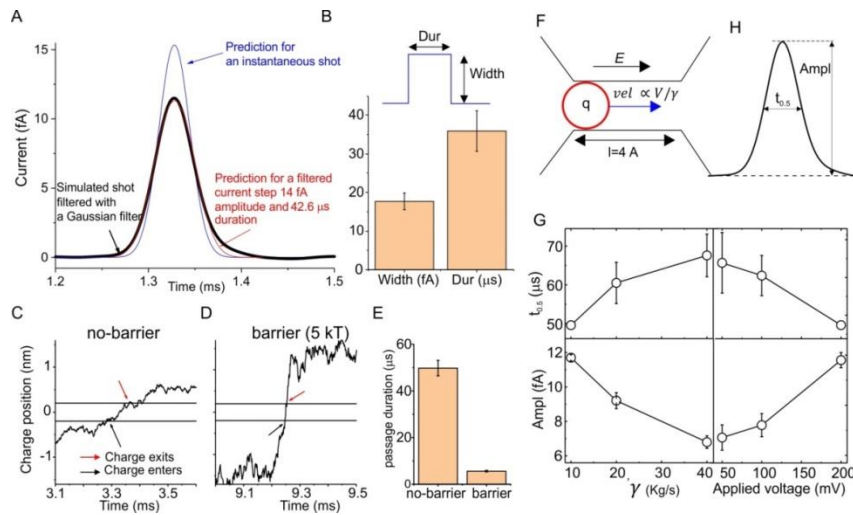 A
Prediction for
an instantaneous shot
15
10
5
0
Current (fA)
Simulated shot
filtered with
a Gaussian filter
Prediction for a filtered
current step 14 fA
amplitude and 42.6 μs
duration
1.2
1.3
1.4
1.5
Time (ms)
B
Dur
Width
40
30
20
10
0
Width (fA)
Dur (μs)
C
no-barrier
1
0
-1
Charge position (nm)
Charge exits
Charge enters
3.1
3.3
3.6
Time (ms)
D
barrier (5 kT)
9.1
9.3
9.5
Time (ms)
E
60
40
20
0
passage duration (μs)
no-barrier
barrier
F
E
q
vel ∝ V/γ
l=4 A
H
Ampl
t0.5
G
70
60
50
t0.5 (μs)
12
10
8
6
Ampl (fA)
10
20
40
γ (Kg/s)
50
100
200
Applied voltage (mV)